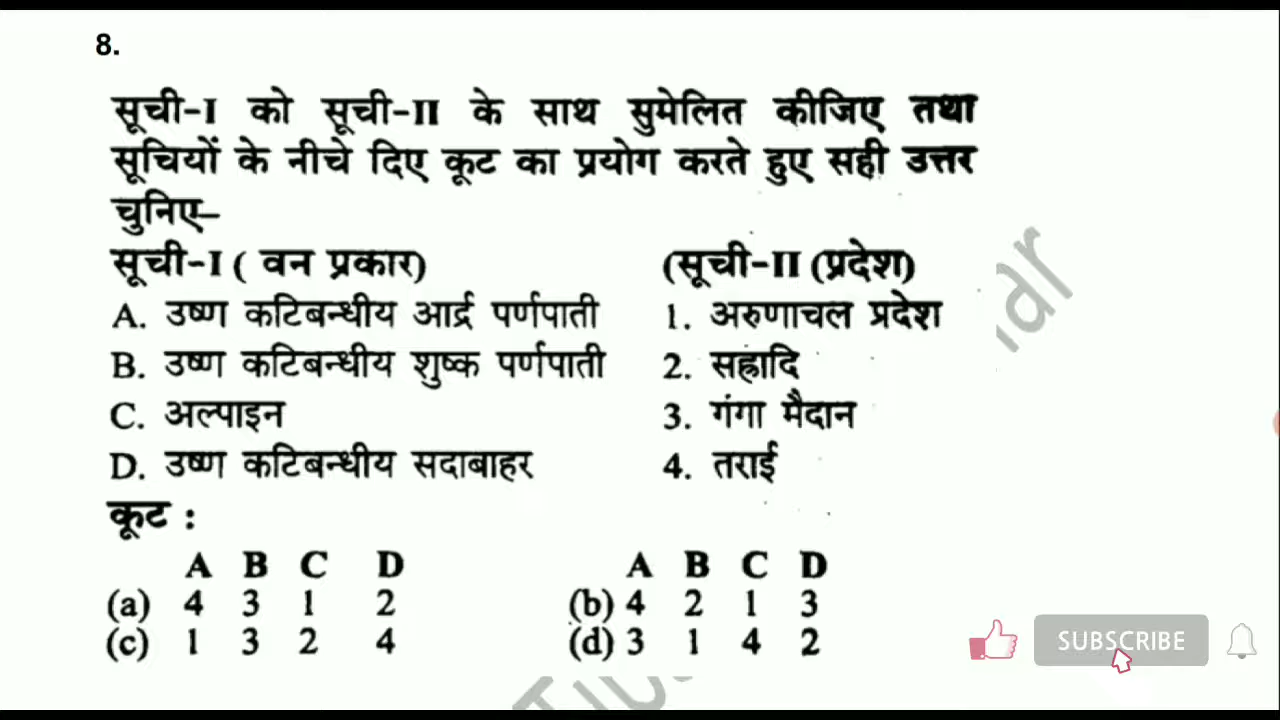 8.
सूची-I को सूची-II के साथ सुमेलित कीजिए तथा
सूचियों के नीचे दिए कूट का प्रयोग करते हुए सही उत्तर
चुनिए–
सूची-I ( वन प्रकार) (सूची-II (प्रदेश)
A. उष्ण कटिबन्धीय आर्द्र पर्णपाती 1. अरुणाचल प्रदेश
B. उष्ण कटिबन्धीय शुष्क पर्णपाती 2. सह्रादि
C. अल्पाइन 3. गंगा मैदान
D. उष्ण कटिबन्धीय सदाबाहर 4. तराई
कूट :
A B C D A B C D
(a) 4 3 1 2 (b) 4 2 1 3
(c) 1 3 2 4 (d) 3 1 4 2
SUBSCRIBE